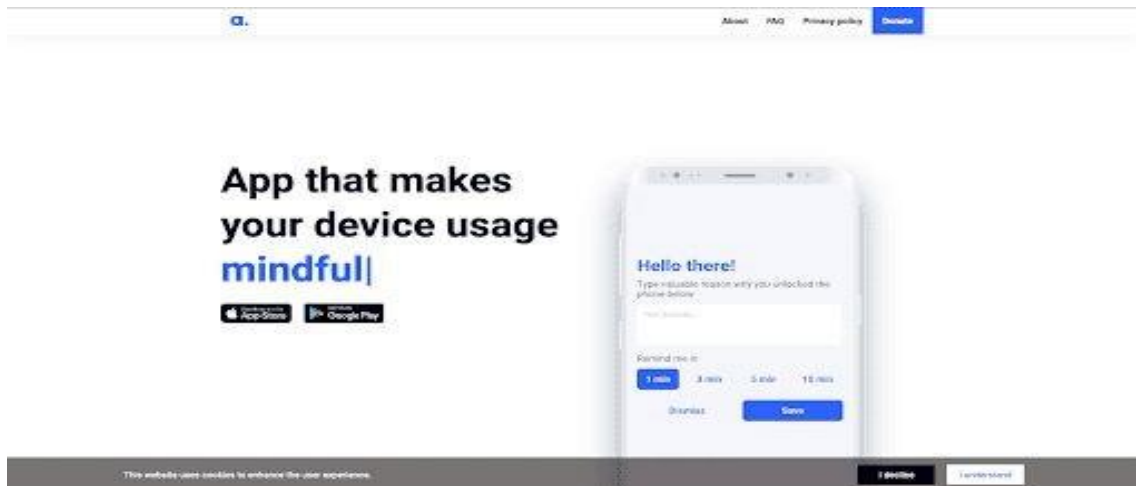 a.
About FAQ Privacy policy Donate
App that makes
your device usage
mindful|
App Store Google Play
Hello there!
Type valuable reason why you unlocked the
phone below
Remind me in
1 min 3 min 5 min 10 min
Dismiss Save
This website uses cookies to enhance the user experience.
I decline I understand